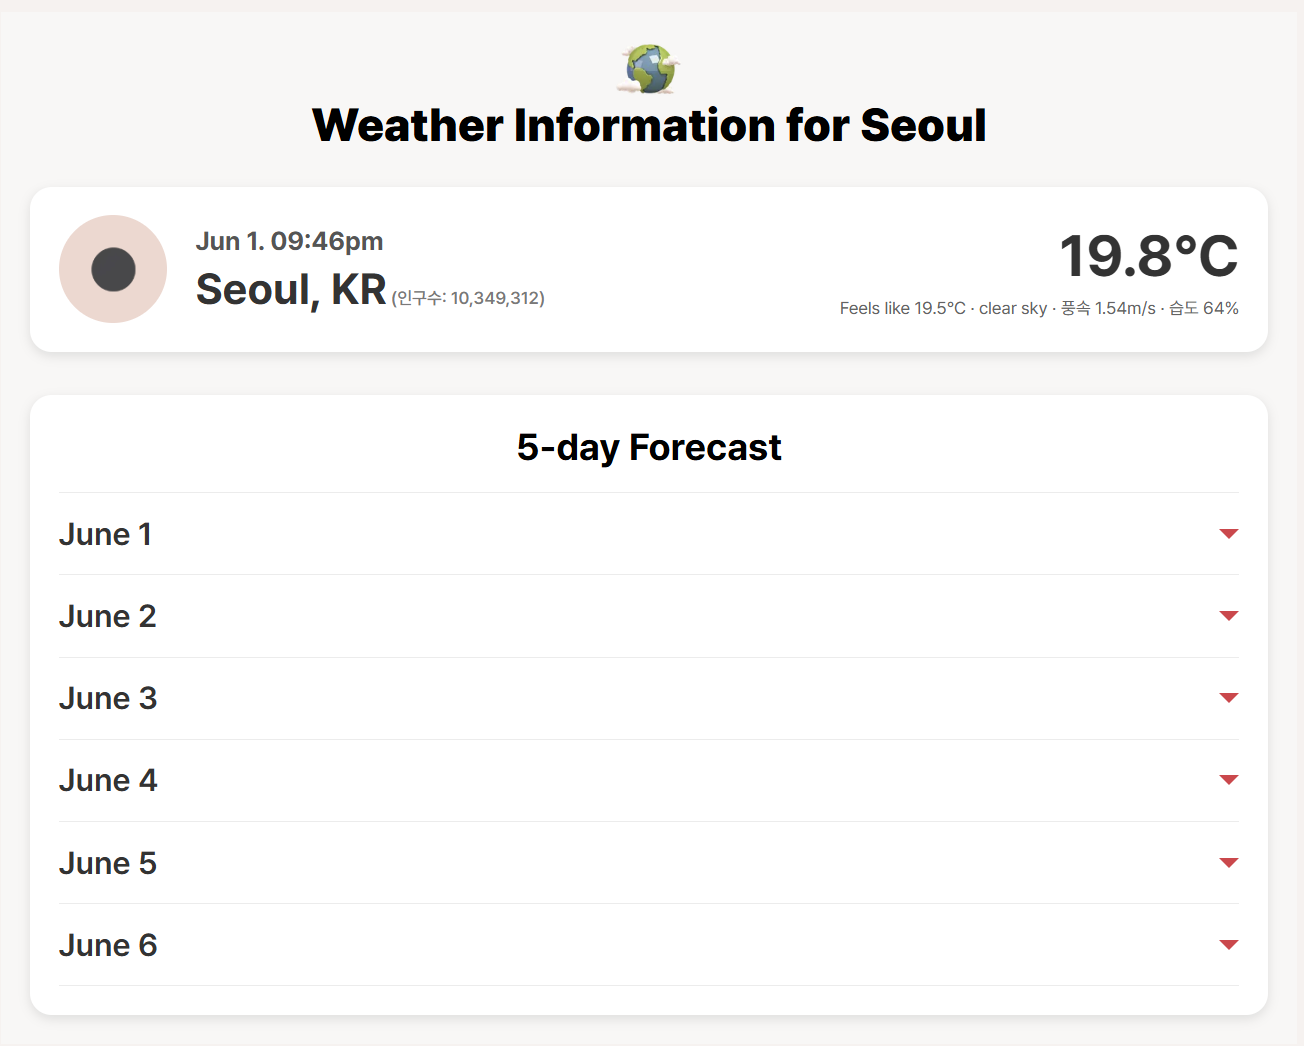 Weather Information for Seoul
Jun 1. 09:46pm
Seoul, KR (인구수: 10,349,312)
19.8°C
Feels like 19.5°C · clear sky · 풍속 1.54m/s · 습도 64%
5-day Forecast
June 1
June 2
June 3
June 4
June 5
June 6